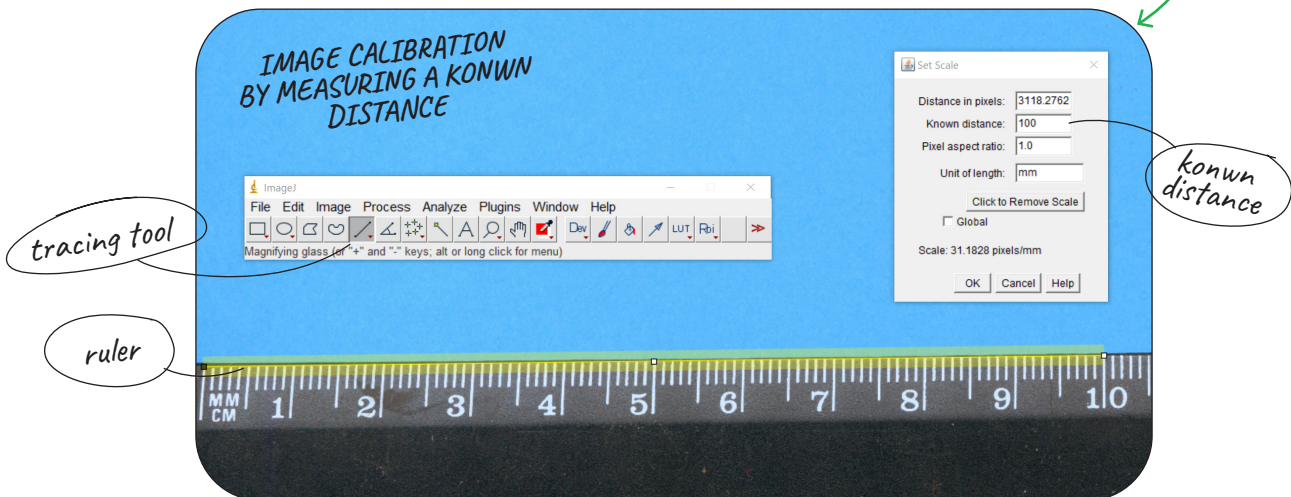 IMAGE CALIBRATION
BY MEASURING A KONWN
DISTANCE
Set Scale
Distance in pixels: 3118.2762
Known distance: 100
Pixel aspect ratio: 1.0
Unit of length: mm
Click to Remove Scale
Global
Scale: 31.1828 pixels/mm
OK Cancel Help
konwn
distance
ImageJ
File Edit Image Process Analyze Plugins Window Help
A Dev LUT
Magnifying glass (or "+" and "-" keys; alt or long click for menu)
tracing tool
ruler
MM
CM 1 2 3 4 5 6 7 8 9 10